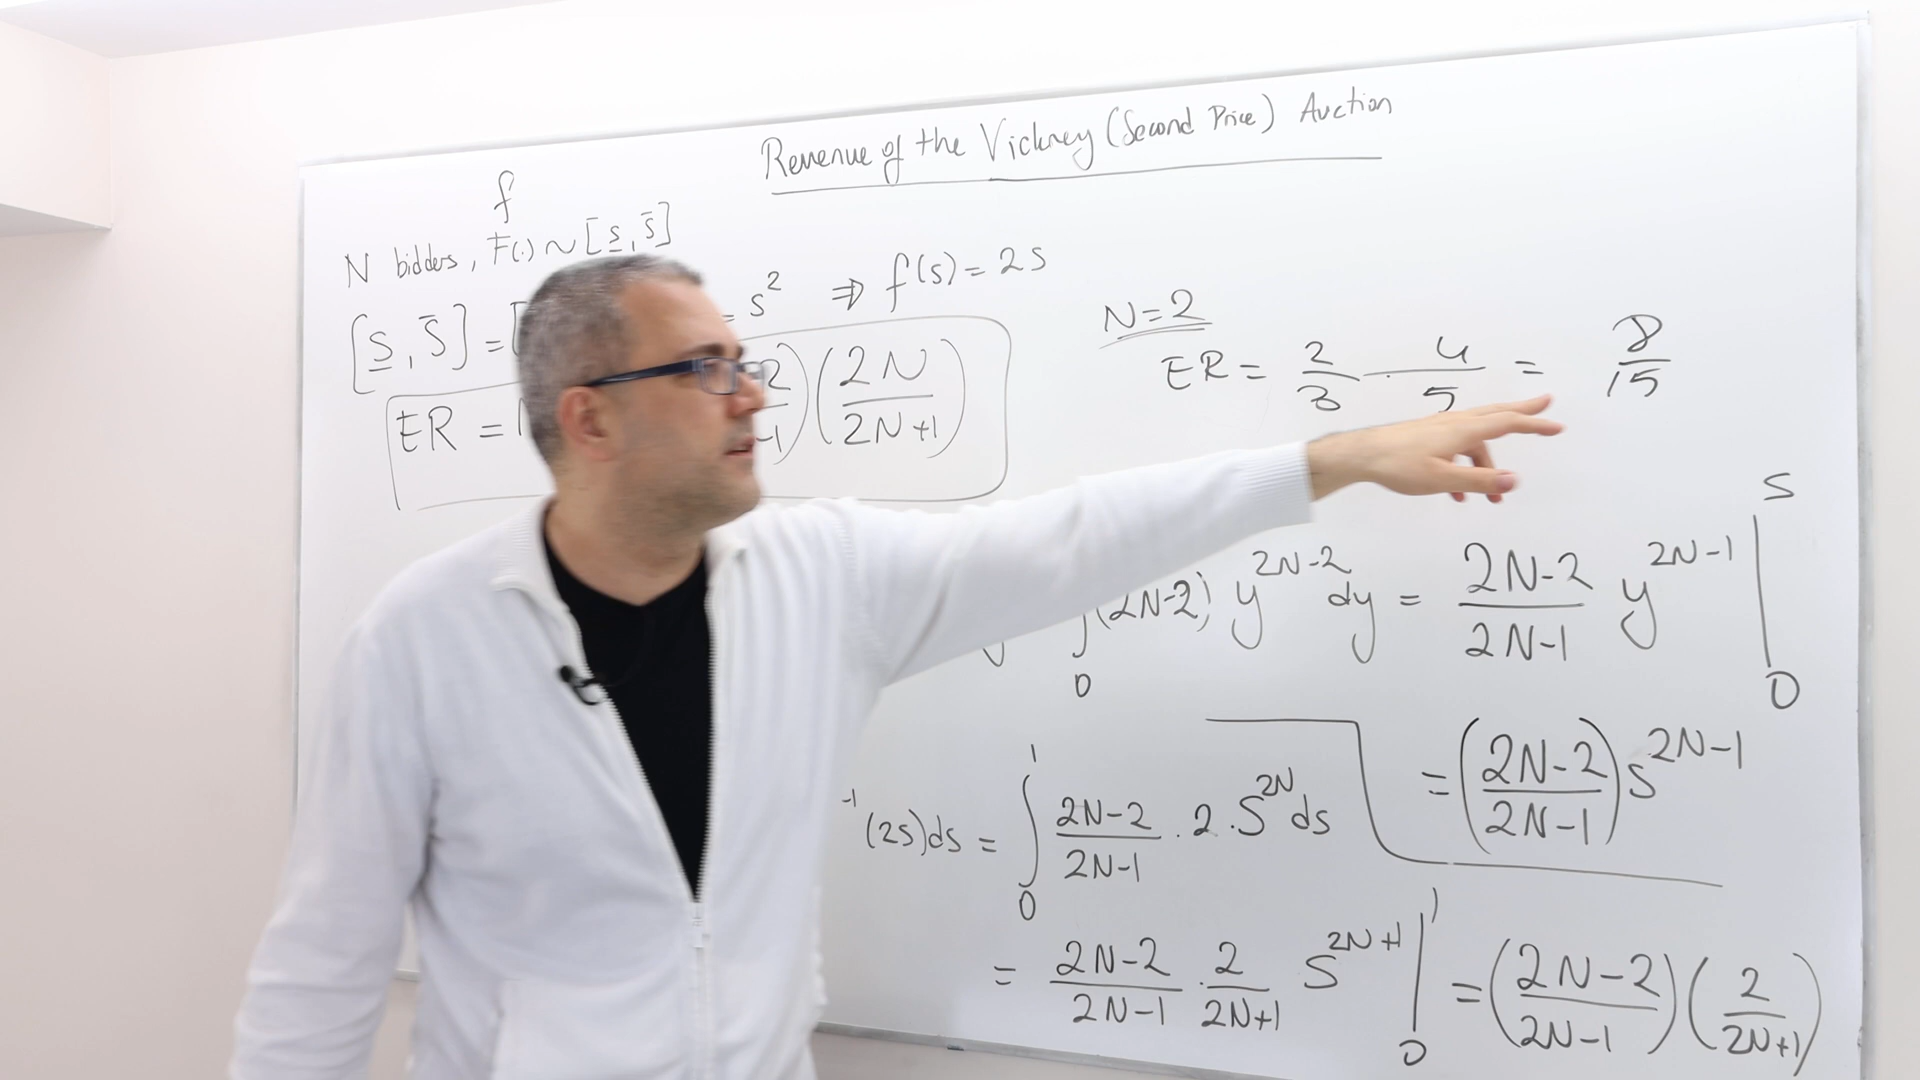 Revenue of the Vickrey (Second Price) Auction
f
N bidders, F(.) ~ [s̲, s̄]
[s̲, s̄] = [ = s² ⇒ f(s) = 2s
ER = (2N/(2N+1))
N=2
ER = 2/3 · 4/5 = 8/15
∫₀ (2N-2) y^(2N-2) dy = (2N-2)/(2N-1) y^(2N-1) |₀^s
= ((2N-2)/(2N-1)) s^(2N-1)
-1 (2s)ds = ∫₀¹ (2N-2)/(2N-1) · 2 · s^(2N) ds
= (2N-2)/(2N-1) · 2/(2N+1) s^(2N+1) |₀¹ = ((2N-2)/(2N-1)) (2/(2N+1))